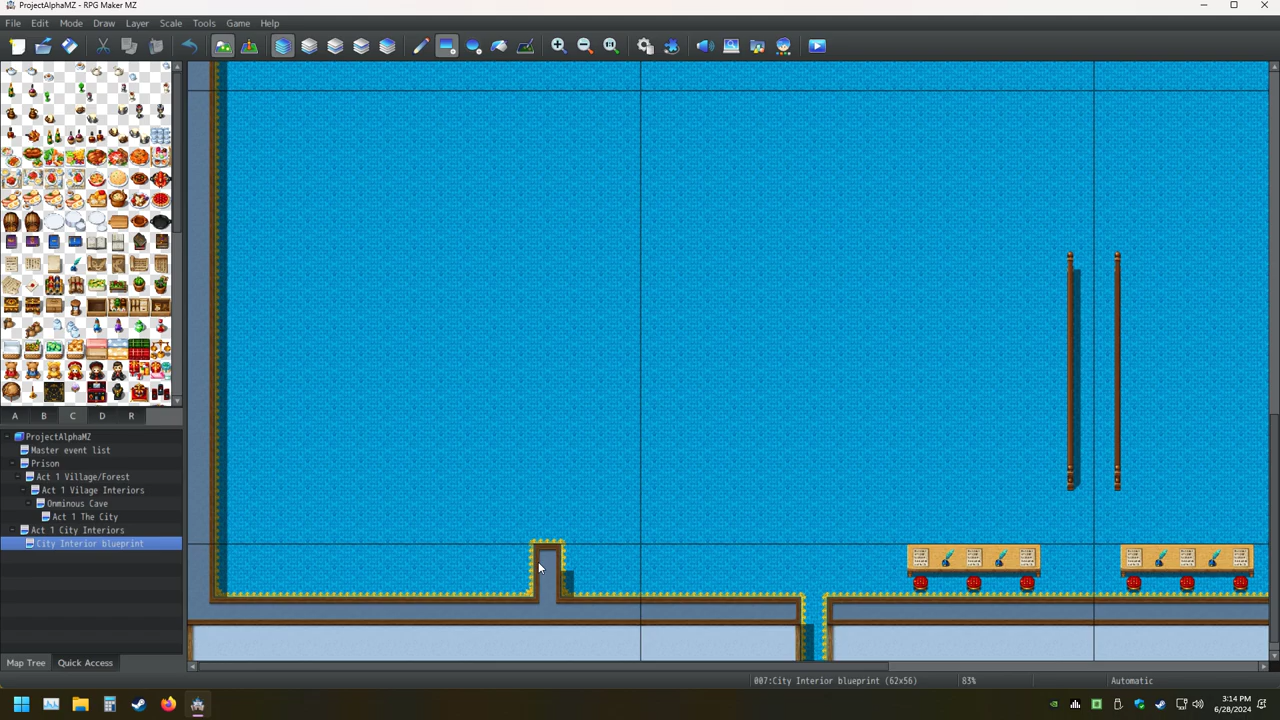 ProjectAlphaMZ - RPG Maker MZ
File Edit Mode Draw Layer Scale Tools Game Help
A B C D R
ProjectAlphaMZ
Master event list
Prison
Act 1 Village/Forest
Act 1 Vilage Interiors
Onminous Cave
Act 1 The City
Act 1 City Interiors
City Interior blueprint
Map Tree Quick Access
007:City Interior blueprint (62x56) 83% Automatic
3:14 PM
6/28/2024